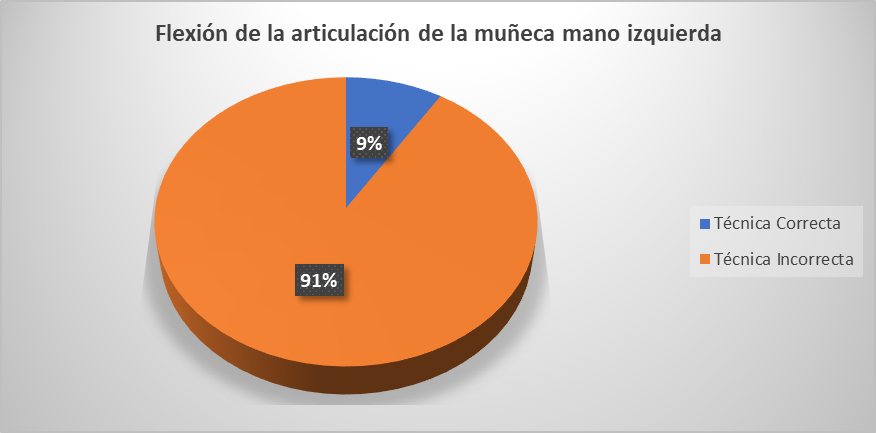 Flexión de la articulación de la muñeca mano izquierda
9%
91%
Técnica Correcta
Técnica Incorrecta